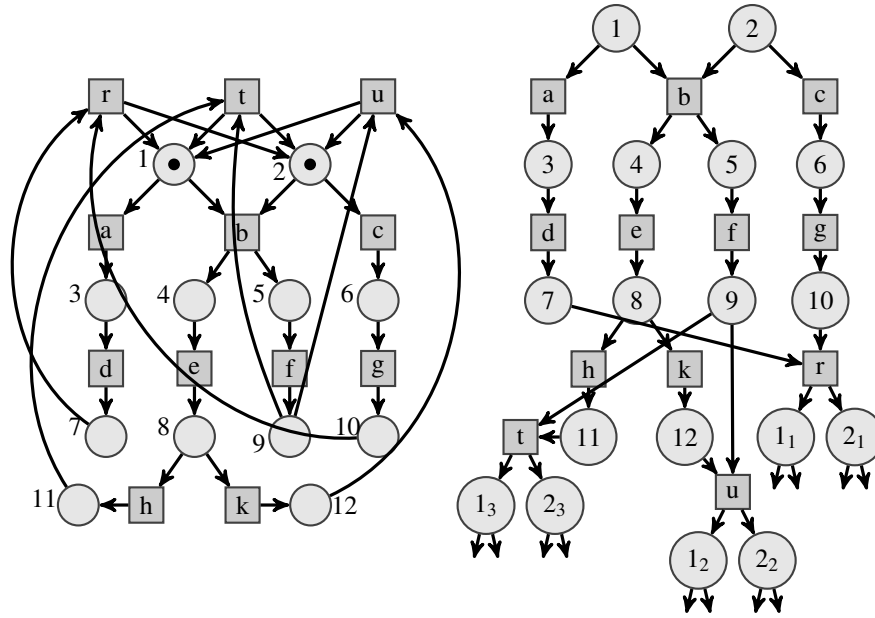 r t u
1 2
a b c
3 4 5 6
d e f g
7 8 9 10
11 h k 12
1 2
a b c
3 4 5 6
d e f g
7 8 9 10
h k r
t 11 12 1₁ 2₁
1₃ 2₃ u
1₂ 2₂